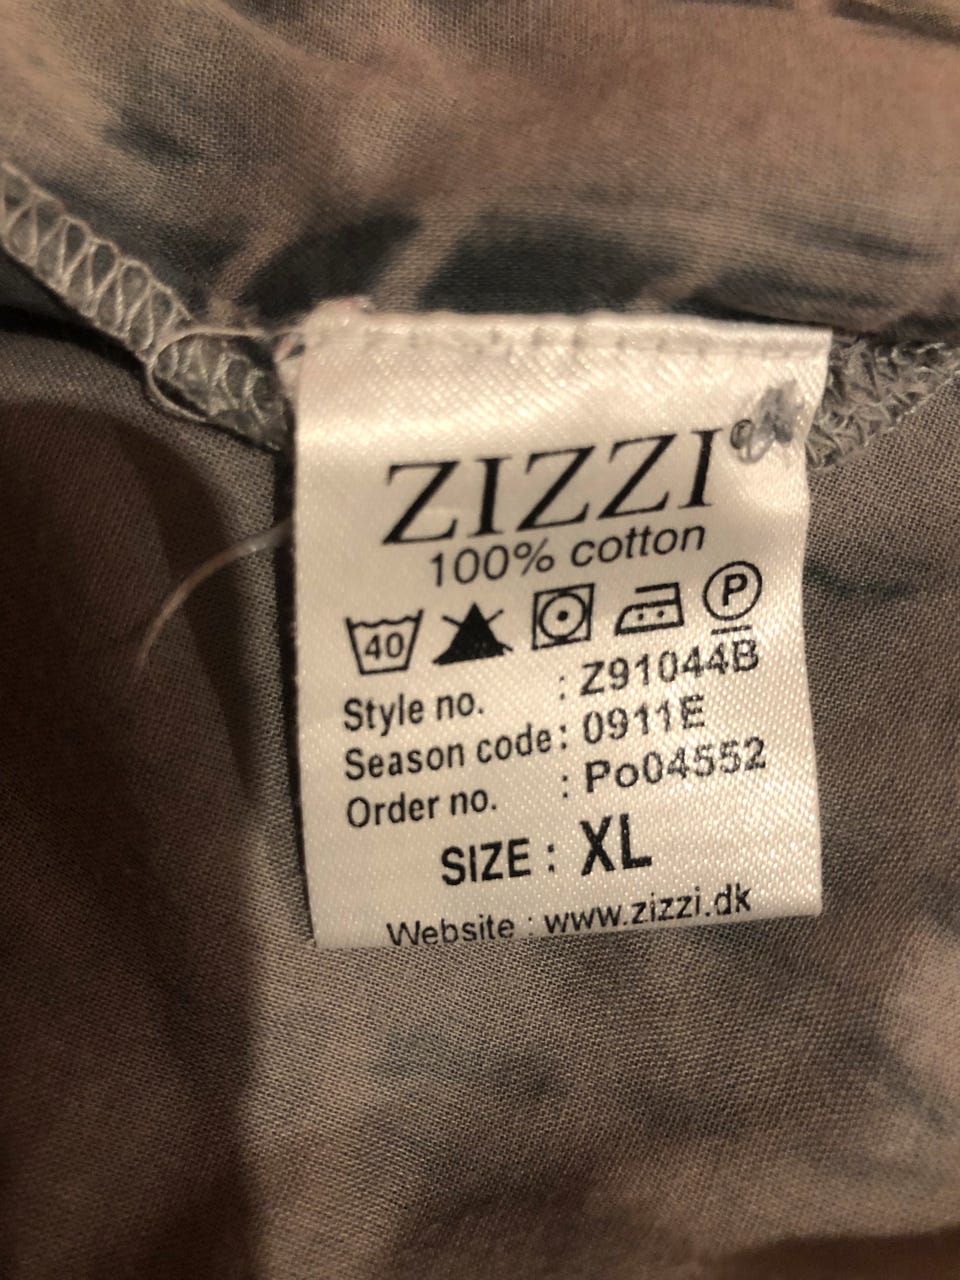 ZIZZI®
100% cotton
40 P
Style no. : Z91044B
Season code : 0911E
Order no. : Po04552
SIZE : XL
Website : www.zizzi.dk